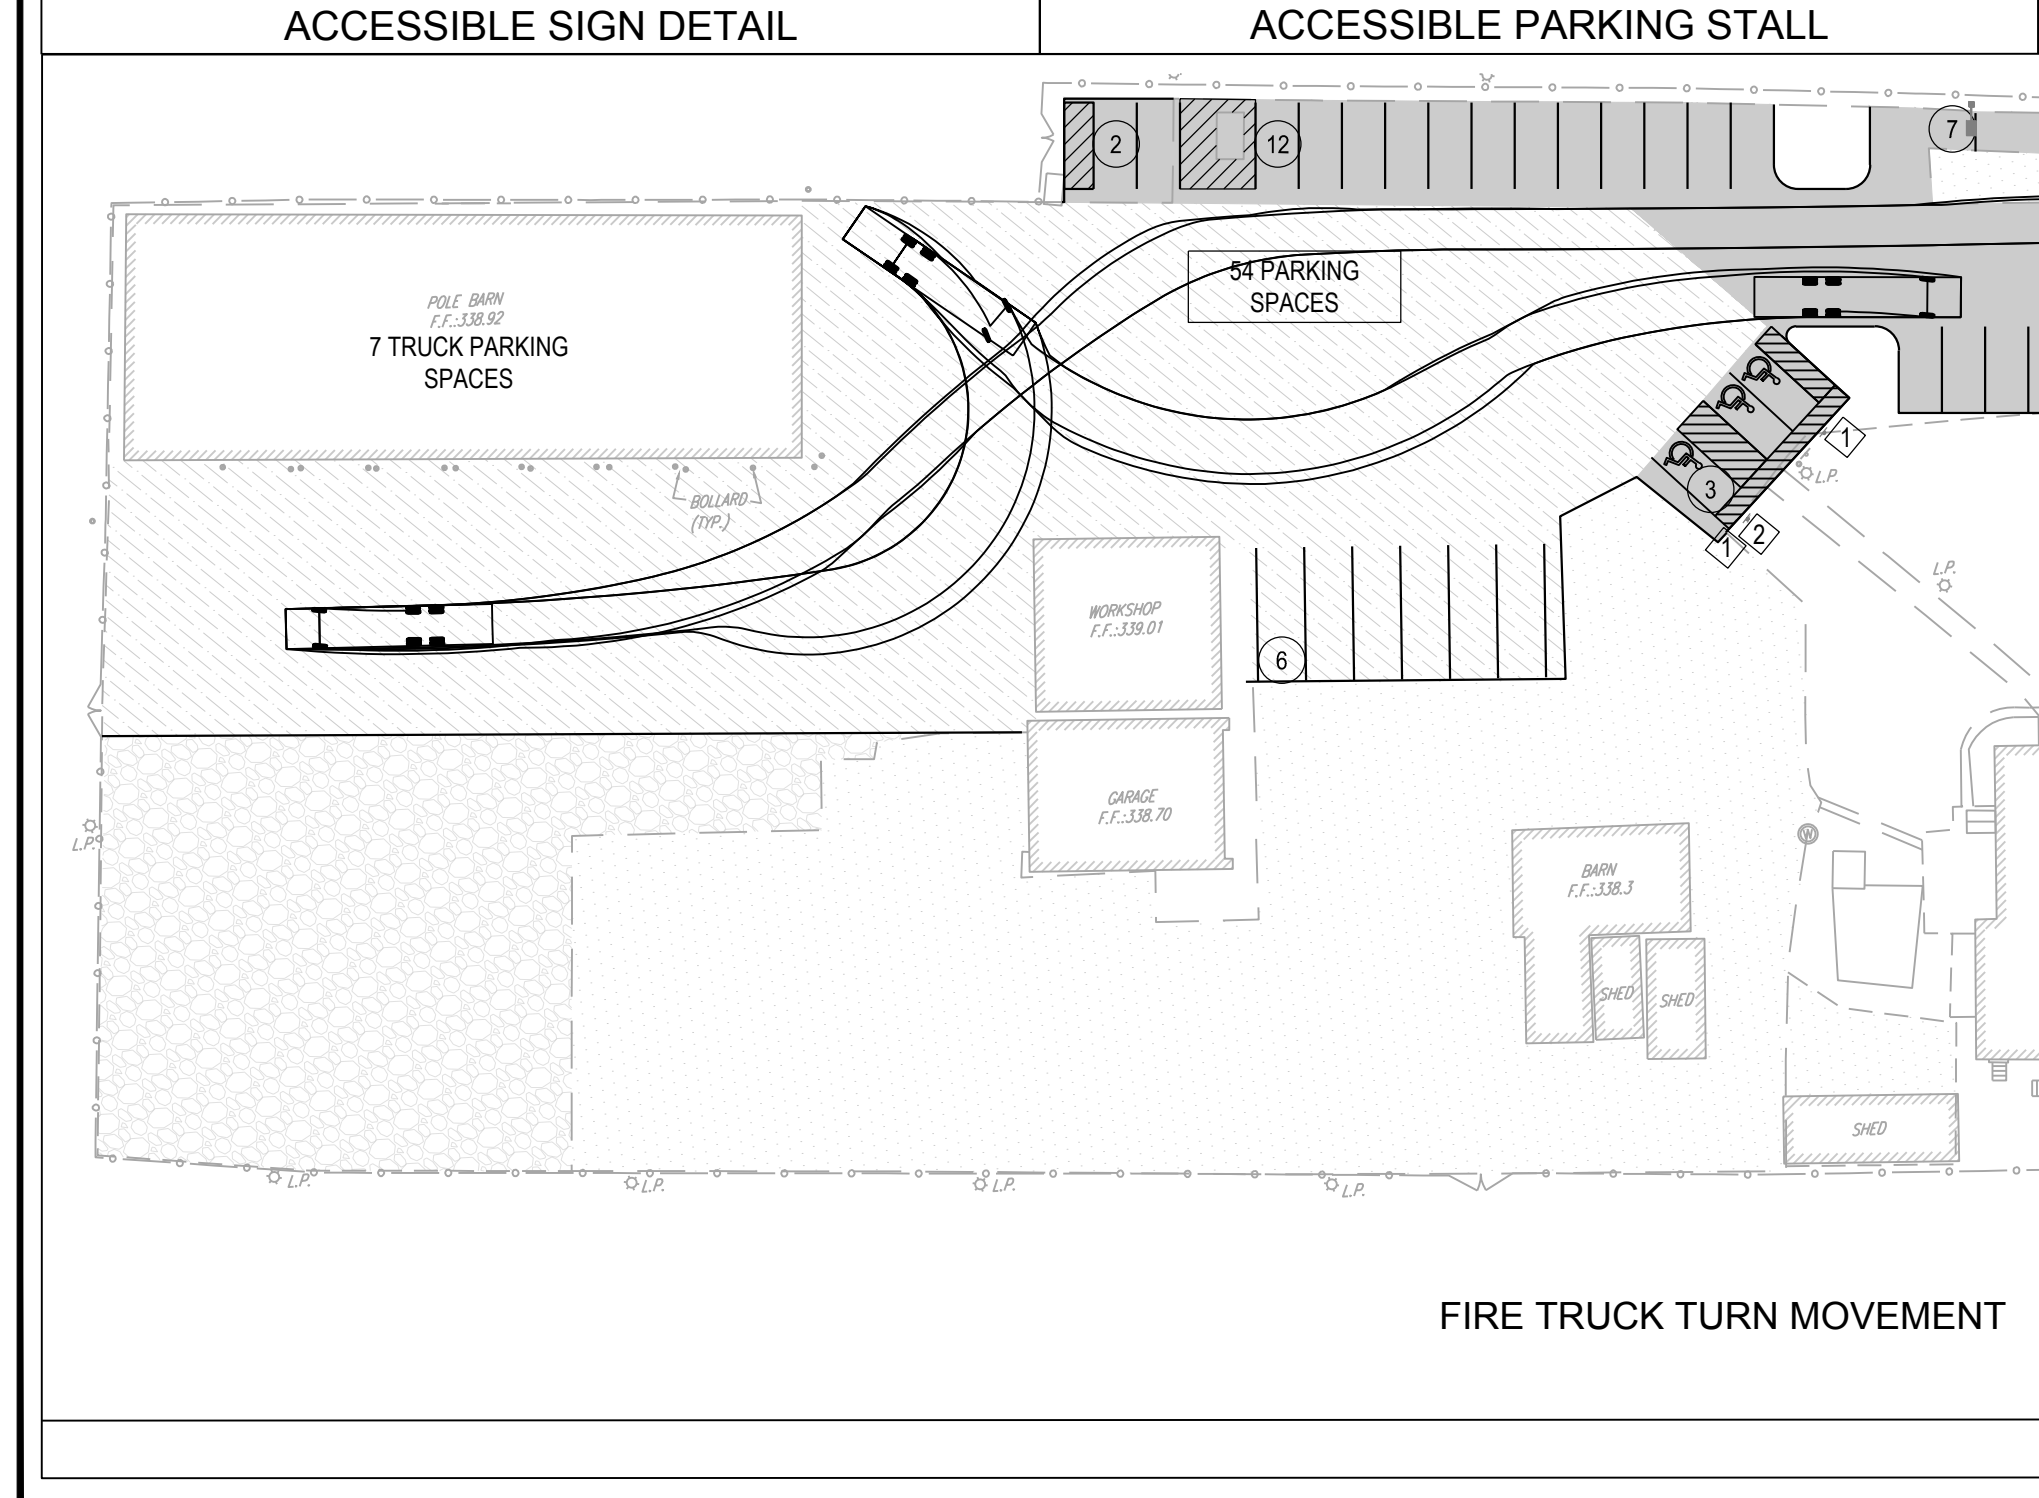 ACCESSIBLE SIGN DETAIL
ACCESSIBLE PARKING STALL
2
12
7
POLE BARN
F.F.:338.92
7 TRUCK PARKING
SPACES
54 PARKING
SPACES
BOLLARD
(TYP.)
1
L.P.
3
1
2
L.P.
WORKSHOP
F.F.:339.01
6
GARAGE
F.F.:338.70
L.P.
W
BARN
F.F.:338.3
SHED
SHED
SHED
L.P.
L.P.
L.P.
L.P.
FIRE TRUCK TURN MOVEMENT